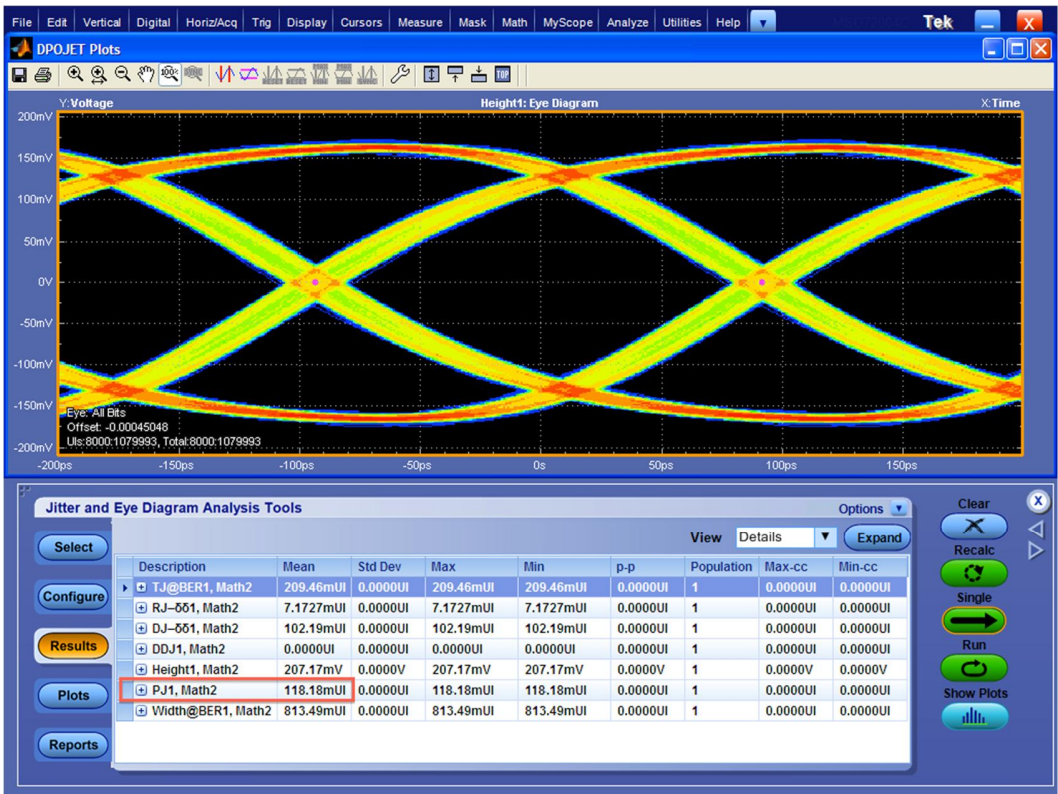 File Edit Vertical Digital Horiz/Acq Trig Display Cursors Measure Mask Math MyScope Analyze Utilities Help Tek X
DPOJET Plots
100% TOP
Y:Voltage Height1: Eye Diagram X:Time
200mV
150mV
100mV
50mV
0V
-50mV
-100mV
-150mV
-200mV
Eye: All Bits
Offset: -0.00045048
UIs:8000:1079993, Total:8000:1079993
-200ps -150ps -100ps -50ps 0s 50ps 100ps 150ps
Jitter and Eye Diagram Analysis Tools Options
Clear
X
View Details Expand
Select
Configure
Results
Plots
Reports
Description Mean Std Dev Max Min p-p Population Max-cc Min-cc
TJ@BER1, Math2 209.46mUI 0.0000UI 209.46mUI 209.46mUI 0.0000UI 1 0.0000UI 0.0000UI
RJ–δδ1, Math2 7.1727mUI 0.0000UI 7.1727mUI 7.1727mUI 0.0000UI 1 0.0000UI 0.0000UI
DJ–δδ1, Math2 102.19mUI 0.0000UI 102.19mUI 102.19mUI 0.0000UI 1 0.0000UI 0.0000UI
DDJ1, Math2 0.0000UI 0.0000UI 0.0000UI 0.0000UI 0.0000UI 1 0.0000UI 0.0000UI
Height1, Math2 207.17mV 0.0000V 207.17mV 207.17mV 0.0000V 1 0.0000V 0.0000V
PJ1, Math2 118.18mUI 0.0000UI 118.18mUI 118.18mUI 0.0000UI 1 0.0000UI 0.0000UI
Width@BER1, Math2 813.49mUI 0.0000UI 813.49mUI 813.49mUI 0.0000UI 1 0.0000UI 0.0000UI
Recalc
Single
Run
Show Plots